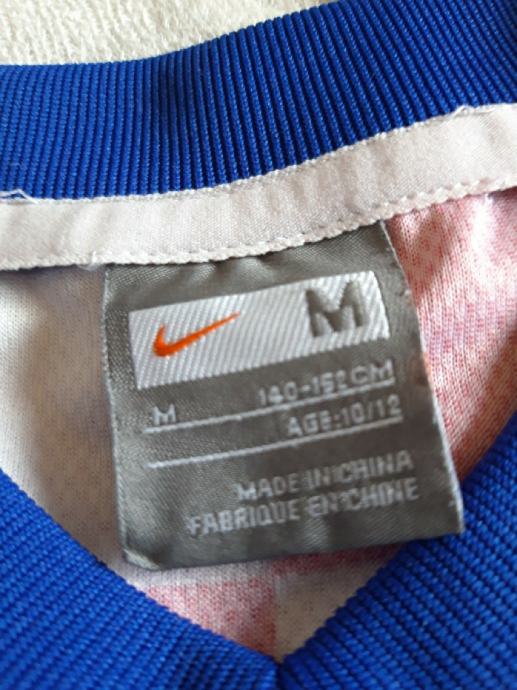 M
M 140-152CM
AGE:10/12
MADE IN CHINA
FABRIQUE EN CHINE